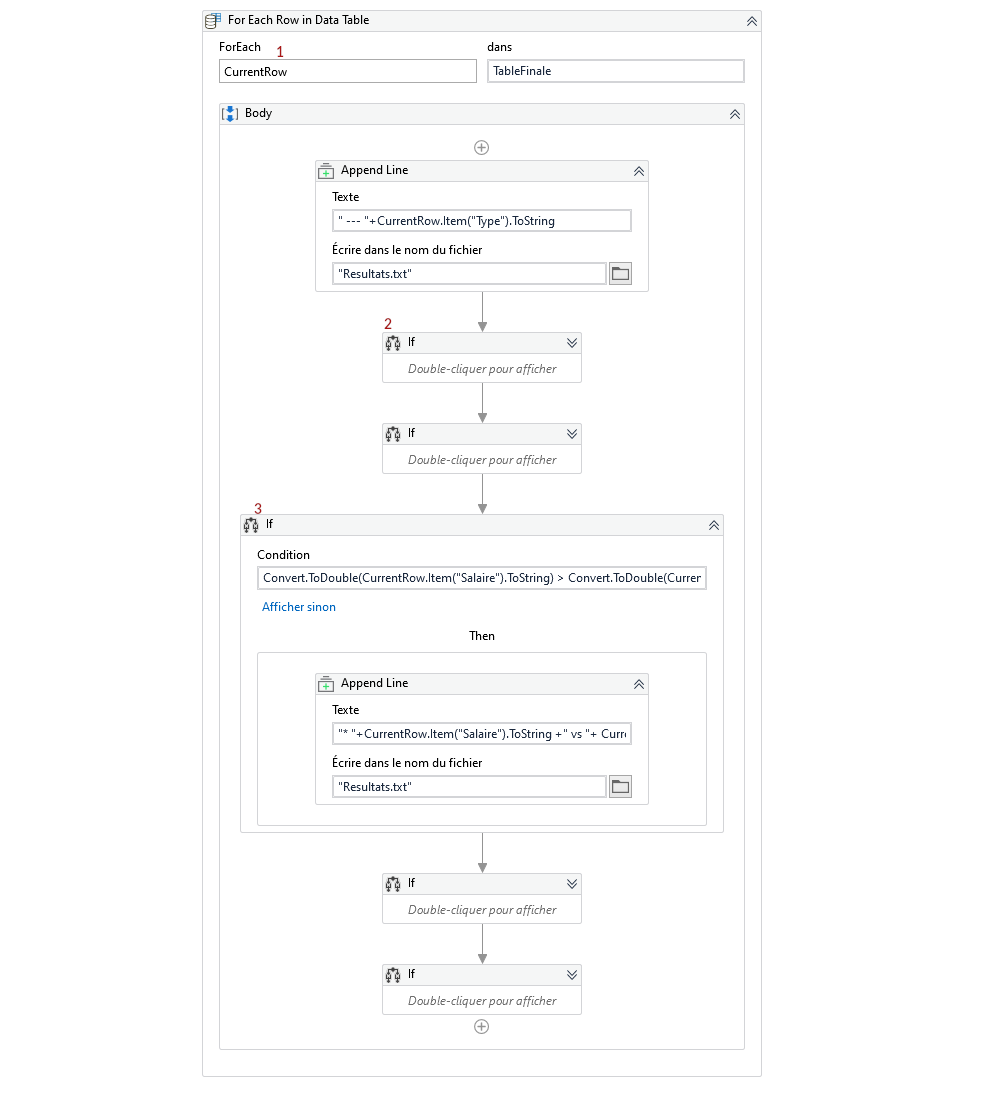 For Each Row in Data Table
ForEach 1 dans
CurrentRow TableFinale
Body
Append Line
Texte
" --- "+CurrentRow.Item("Type").ToString
Écrire dans le nom du fichier
"Resultats.txt"
2
If
Double-cliquer pour afficher
If
Double-cliquer pour afficher
3
If
Condition
Convert.ToDouble(CurrentRow.Item("Salaire").ToString) > Convert.ToDouble(Curren
Afficher sinon
Then
Append Line
Texte
"* "+CurrentRow.Item("Salaire").ToString +" vs "+ Curre
Écrire dans le nom du fichier
"Resultats.txt"
If
Double-cliquer pour afficher
If
Double-cliquer pour afficher